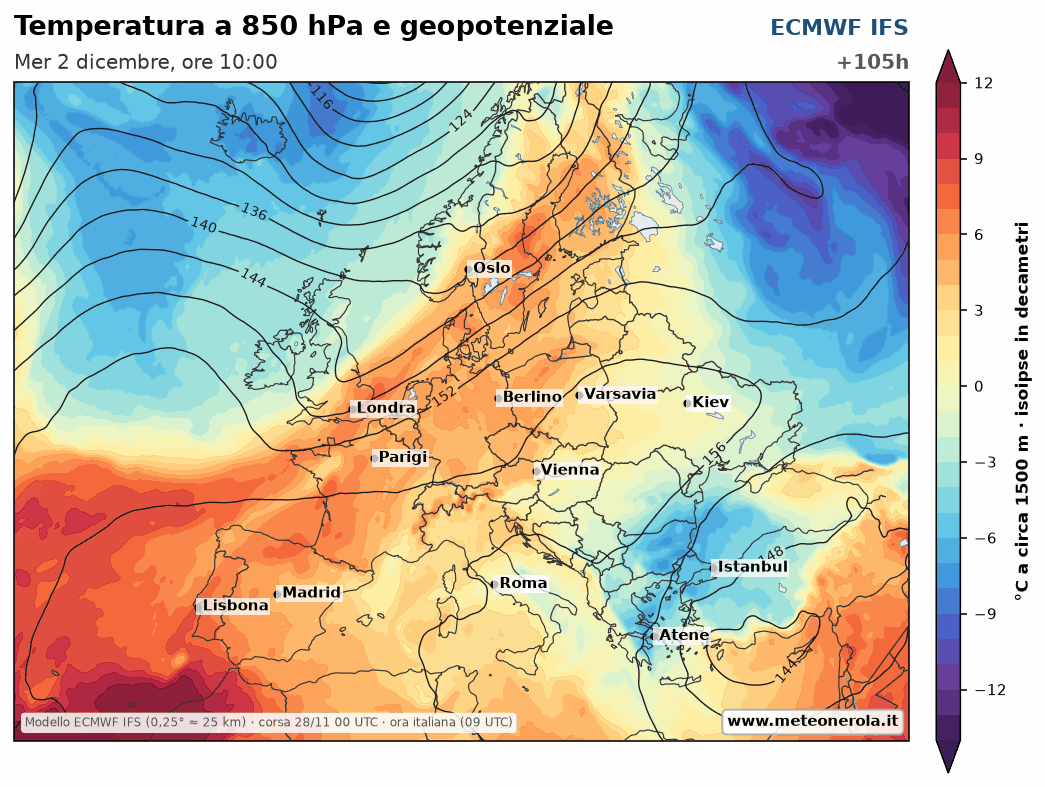 Temperatura a 850 hPa e geopotenziale
ECMWF IFS
Mer 2 dicembre, ore 10:00
+105h
116
124
136
140
144
Oslo
152
Londra
Berlino
Varsavia
Kiev
Parigi
Vienna
156
148
Istanbul
Roma
Madrid
Lisbona
Atene
144
Modello ECMWF IFS (0,25° ≈ 25 km) · corsa 28/11 00 UTC · ora italiana (09 UTC)
www.meteonerola.it
12
9
6
3
0
−3
−6
−9
−12
°C a circa 1500 m · Isoipse in decametri